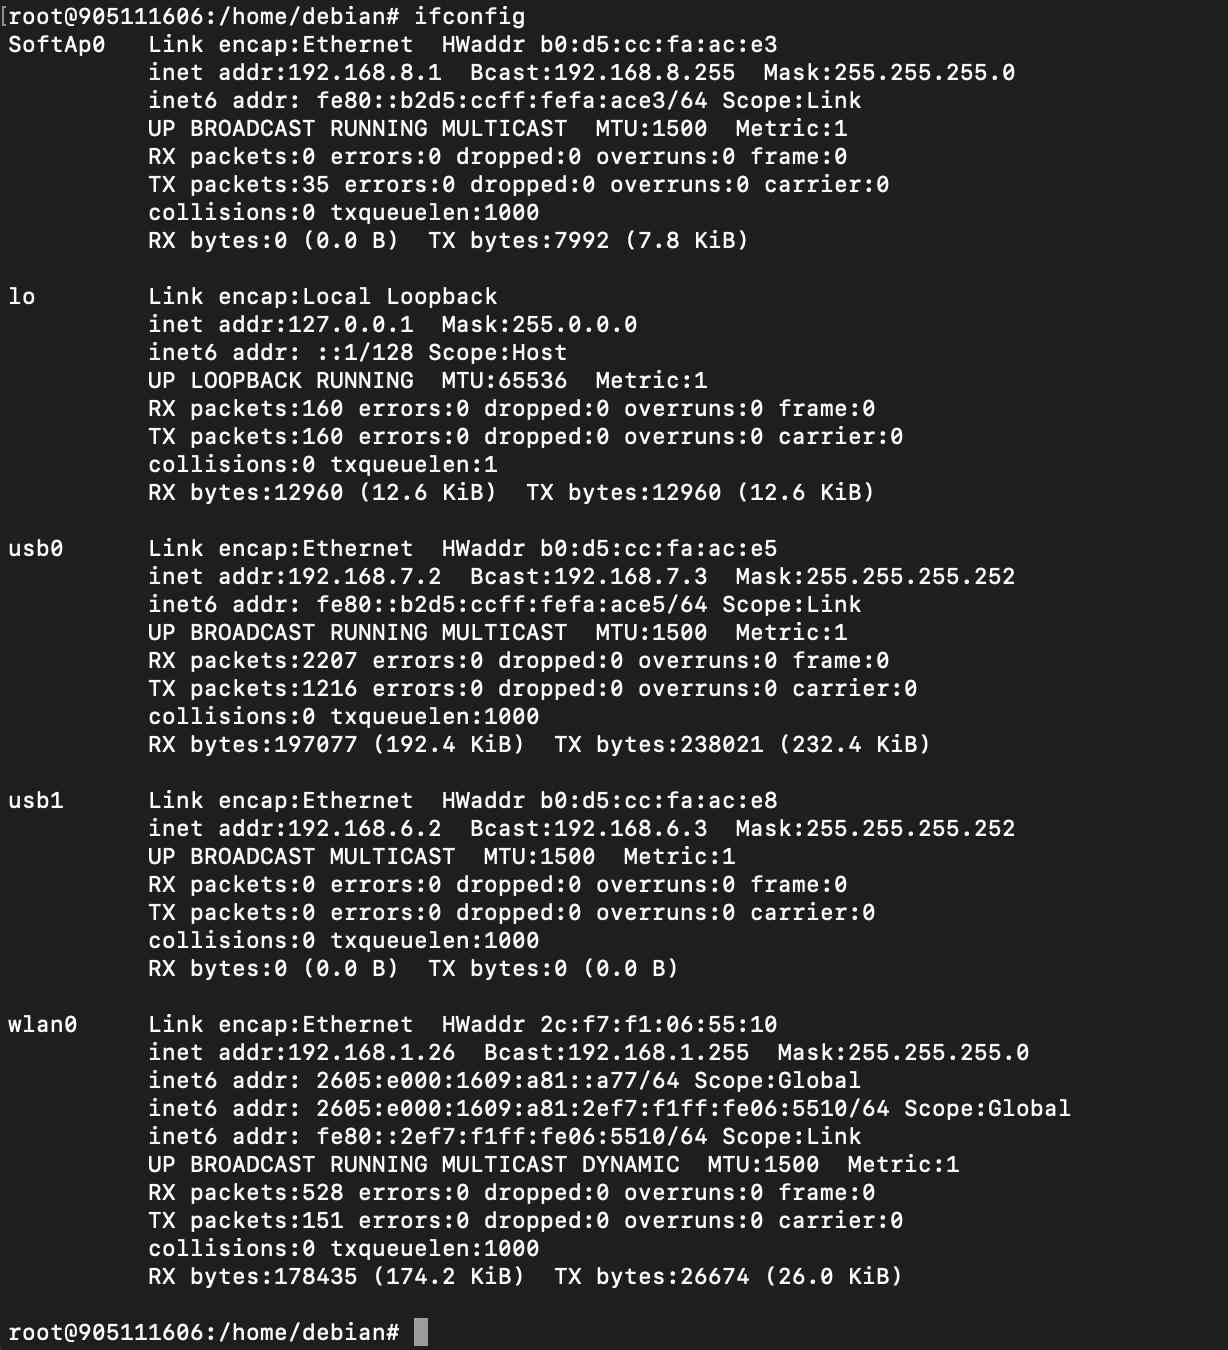 [root@905111606:/home/debian# ifconfig
SoftAp0   Link encap:Ethernet  HWaddr b0:d5:cc:fa:ac:e3
          inet addr:192.168.8.1  Bcast:192.168.8.255  Mask:255.255.255.0
          inet6 addr: fe80::b2d5:ccff:fefa:ace3/64 Scope:Link
          UP BROADCAST RUNNING MULTICAST  MTU:1500  Metric:1
          RX packets:0 errors:0 dropped:0 overruns:0 frame:0
          TX packets:35 errors:0 dropped:0 overruns:0 carrier:0
          collisions:0 txqueuelen:1000
          RX bytes:0 (0.0 B)  TX bytes:7992 (7.8 KiB)

lo        Link encap:Local Loopback
          inet addr:127.0.0.1  Mask:255.0.0.0
          inet6 addr: ::1/128 Scope:Host
          UP LOOPBACK RUNNING  MTU:65536  Metric:1
          RX packets:160 errors:0 dropped:0 overruns:0 frame:0
          TX packets:160 errors:0 dropped:0 overruns:0 carrier:0
          collisions:0 txqueuelen:1
          RX bytes:12960 (12.6 KiB)  TX bytes:12960 (12.6 KiB)

usb0      Link encap:Ethernet  HWaddr b0:d5:cc:fa:ac:e5
          inet addr:192.168.7.2  Bcast:192.168.7.3  Mask:255.255.255.252
          inet6 addr: fe80::b2d5:ccff:fefa:ace5/64 Scope:Link
          UP BROADCAST RUNNING MULTICAST  MTU:1500  Metric:1
          RX packets:2207 errors:0 dropped:0 overruns:0 frame:0
          TX packets:1216 errors:0 dropped:0 overruns:0 carrier:0
          collisions:0 txqueuelen:1000
          RX bytes:197077 (192.4 KiB)  TX bytes:238021 (232.4 KiB)

usb1      Link encap:Ethernet  HWaddr b0:d5:cc:fa:ac:e8
          inet addr:192.168.6.2  Bcast:192.168.6.3  Mask:255.255.255.252
          UP BROADCAST MULTICAST  MTU:1500  Metric:1
          RX packets:0 errors:0 dropped:0 overruns:0 frame:0
          TX packets:0 errors:0 dropped:0 overruns:0 carrier:0
          collisions:0 txqueuelen:1000
          RX bytes:0 (0.0 B)  TX bytes:0 (0.0 B)

wlan0     Link encap:Ethernet  HWaddr 2c:f7:f1:06:55:10
          inet addr:192.168.1.26  Bcast:192.168.1.255  Mask:255.255.255.0
          inet6 addr: 2605:e000:1609:a81::a77/64 Scope:Global
          inet6 addr: 2605:e000:1609:a81:2ef7:f1ff:fe06:5510/64 Scope:Global
          inet6 addr: fe80::2ef7:f1ff:fe06:5510/64 Scope:Link
          UP BROADCAST RUNNING MULTICAST DYNAMIC  MTU:1500  Metric:1
          RX packets:528 errors:0 dropped:0 overruns:0 frame:0
          TX packets:151 errors:0 dropped:0 overruns:0 carrier:0
          collisions:0 txqueuelen:1000
          RX bytes:178435 (174.2 KiB)  TX bytes:26674 (26.0 KiB)

root@905111606:/home/debian#